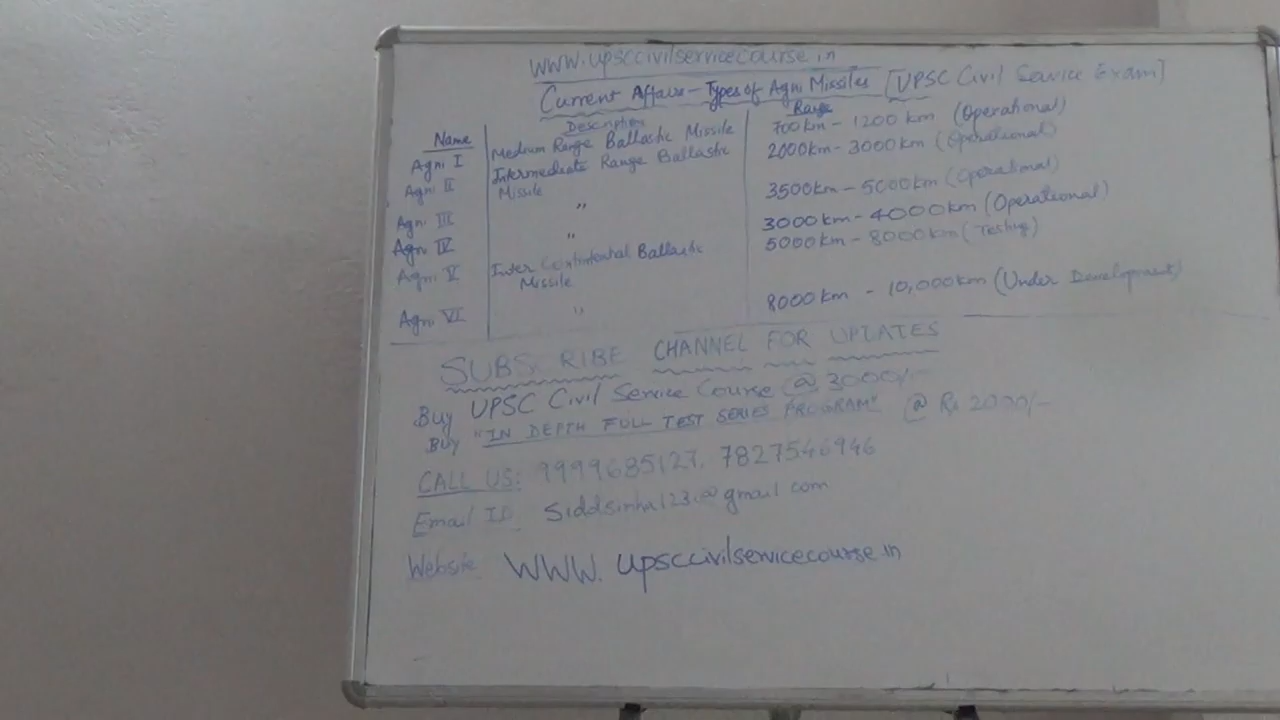 www.upsccivilservicecourse.in
Current Affairs - Types of Agni Missiles [UPSC Civil Service Exam]
Name Description Range
Agni I Medium Range Ballastic Missile 700km - 1200 km (Operational)
Agni II Intermediate Range Ballastic Missile 2000km - 3000km (Operational)
Agni III " 3500km - 5000km (Operational)
Agni IV " 3000km - 4000km (Operational)
Agni V Inter Continental Ballastic Missile 5000km - 8000km (Testing)
Agni VI " 8000km - 10,000km (Under Development)
SUBSCRIBE CHANNEL FOR UPDATES
Buy UPSC Civil Service Course @ 3000/-
Buy "IN DEPTH FULL TEST SERIES PROGRAM" @ Rs 2000/-
CALL US: 9999685127, 7827546946
Email ID siddsinha123@gmail com
Website WWW. upsccivilservicecourse.in